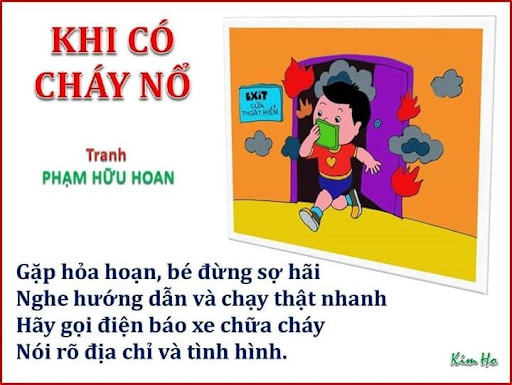 KHI CÓ
CHÁY NỔ
Tranh
PHẠM HỮU HOAN
EXiT
CỬA
THOÁT HIỂM
Gặp hỏa hoạn, bé đừng sợ hãi
Nghe hướng dẫn và chạy thật nhanh
Hãy gọi điện báo xe chữa cháy
Nói rõ địa chỉ và tình hình.
Kim Họ